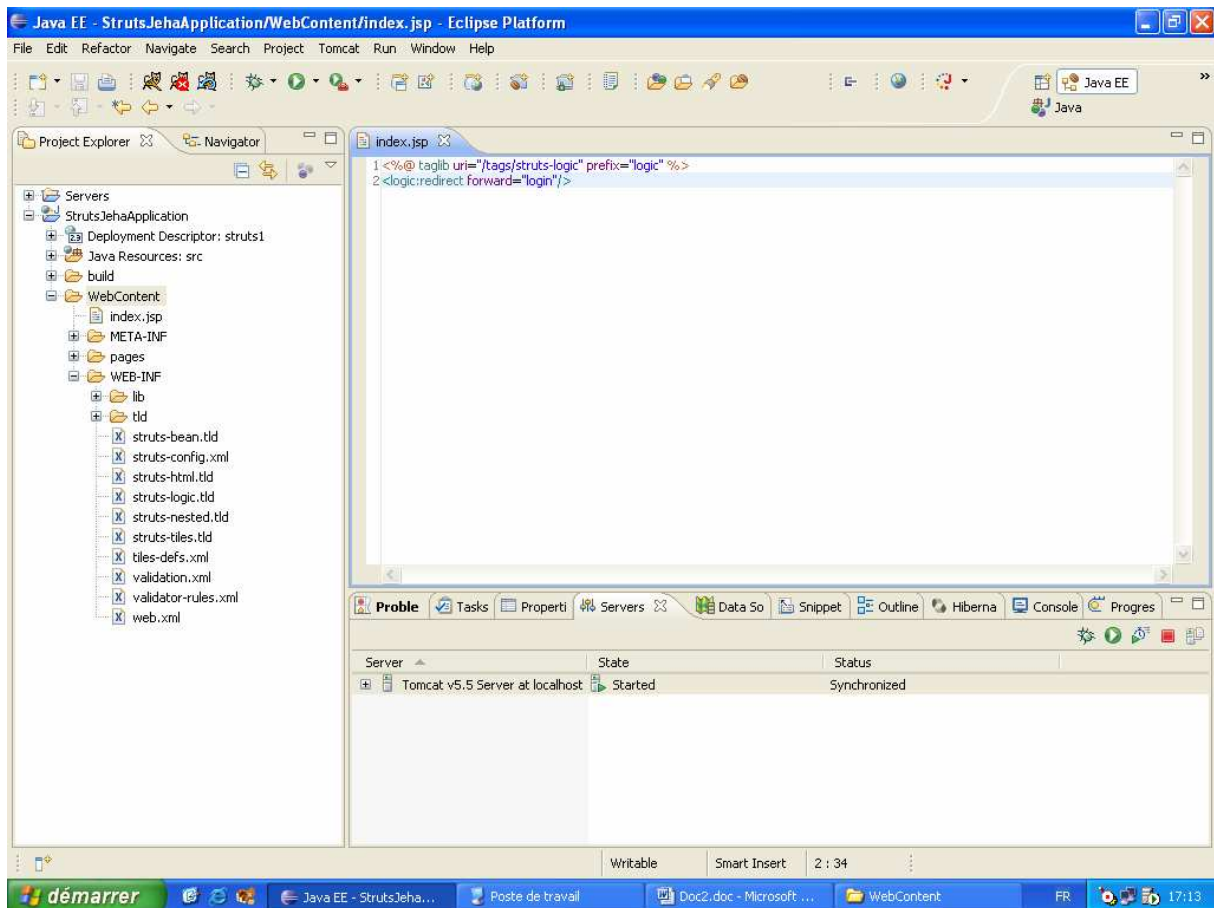 Java EE - StrutsJehaApplication/WebContent/index.jsp - Eclipse Platform
File Edit Refactor Navigate Search Project Tomcat Run Window Help
Java EE
»
Java
Project Explorer
Navigator
index.jsp
1 <%@ taglib uri="/tags/struts-logic" prefix="logic" %>
2 <logic:redirect forward="login"/>
Servers
StrutsJehaApplication
Deployment Descriptor: struts1
Java Resources: src
build
WebContent
index.jsp
META-INF
pages
WEB-INF
lib
tld
struts-bean.tld
struts-config.xml
struts-html.tld
struts-logic.tld
struts-nested.tld
struts-tiles.tld
tiles-defs.xml
validation.xml
validator-rules.xml
web.xml
Proble Tasks Properti Servers Data So Snippet Outline Hiberna Console Progres
Server State Status
Tomcat v5.5 Server at localhost Started Synchronized
Writable Smart Insert 2 : 34
démarrer Java EE - StrutsJeha... Poste de travail Doc2.doc - Microsoft ... WebContent FR 17:13